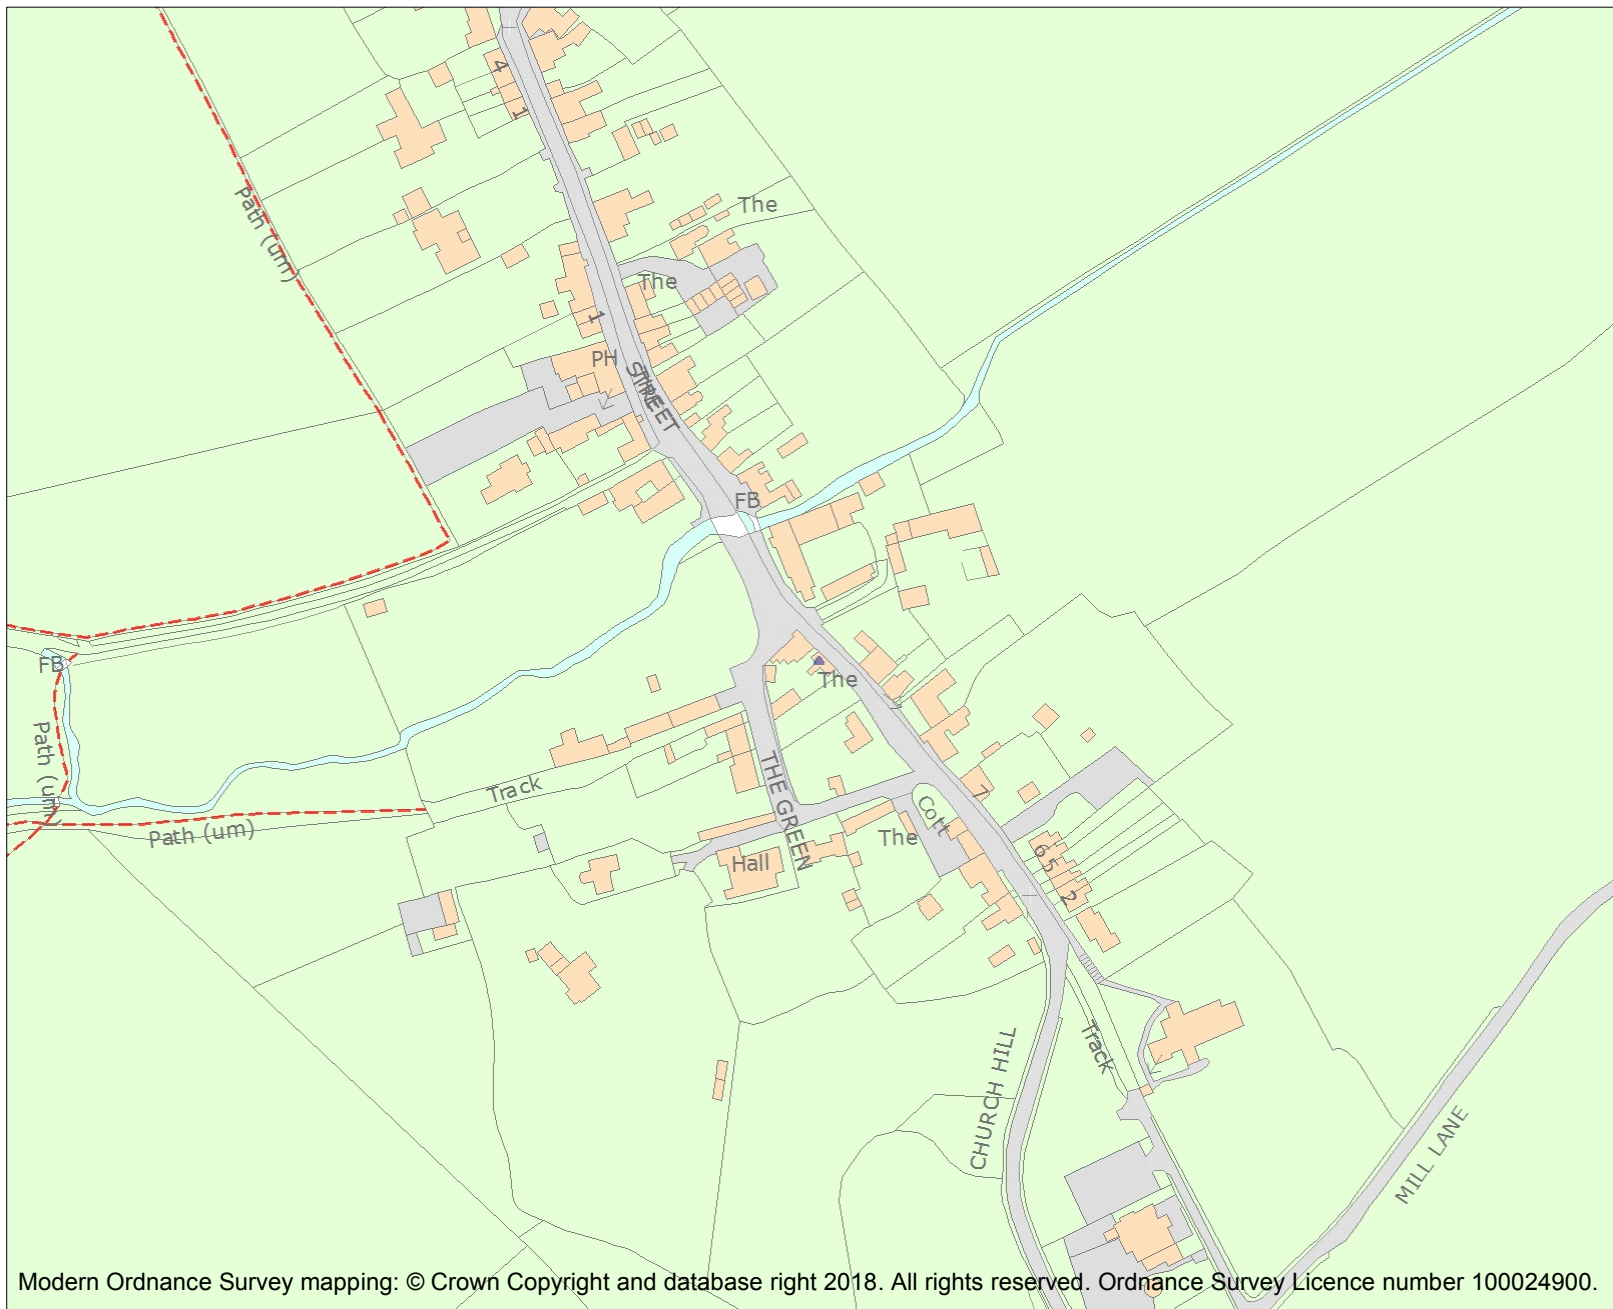 4
1
Path (um)
The
The
1
PH
THE
STREET
FB
FB
The
Path (um)
Track
THE GREEN
7
Cott
Path (um)
The
Hall
6 5
2
CHURCH HILL
Track
MILL LANE
Modern Ordnance Survey mapping: © Crown Copyright and database right 2018. All rights reserved. Ordnance Survey Licence number 100024900.